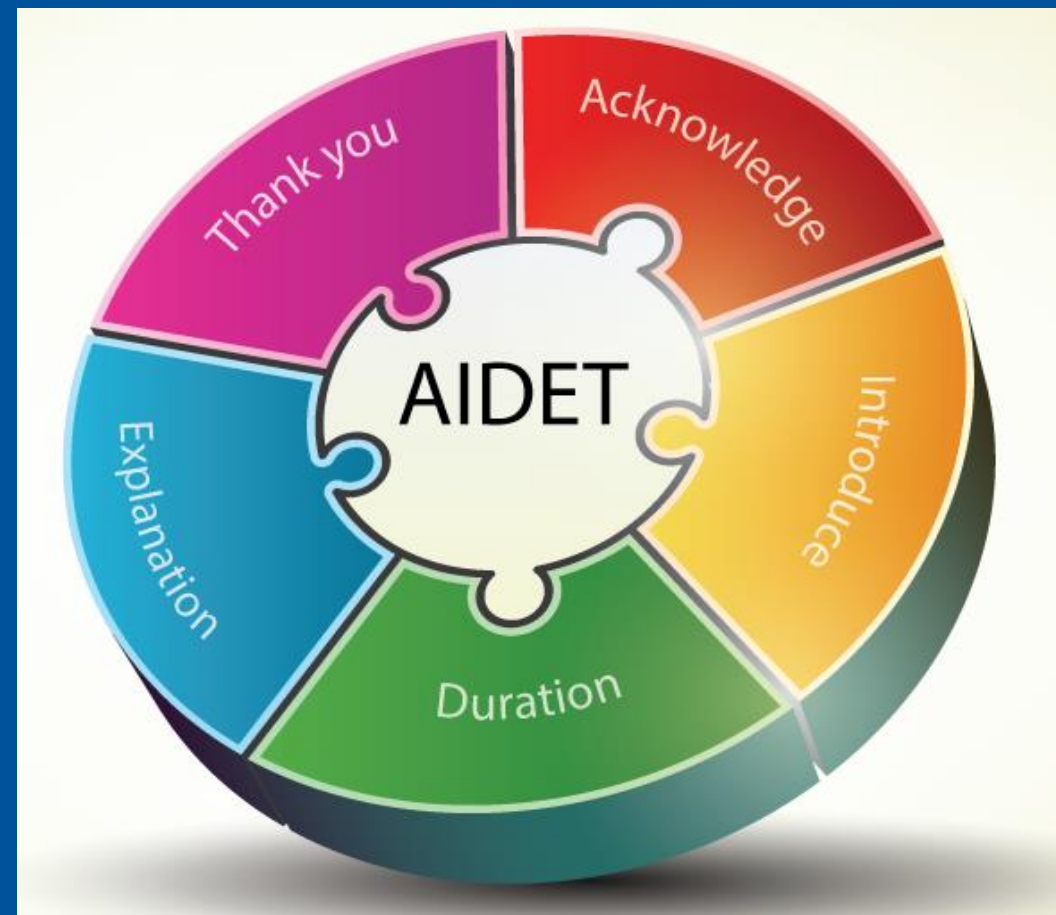 Acknowledge
Introduce
Duration
Explanation
Thank you
AIDET